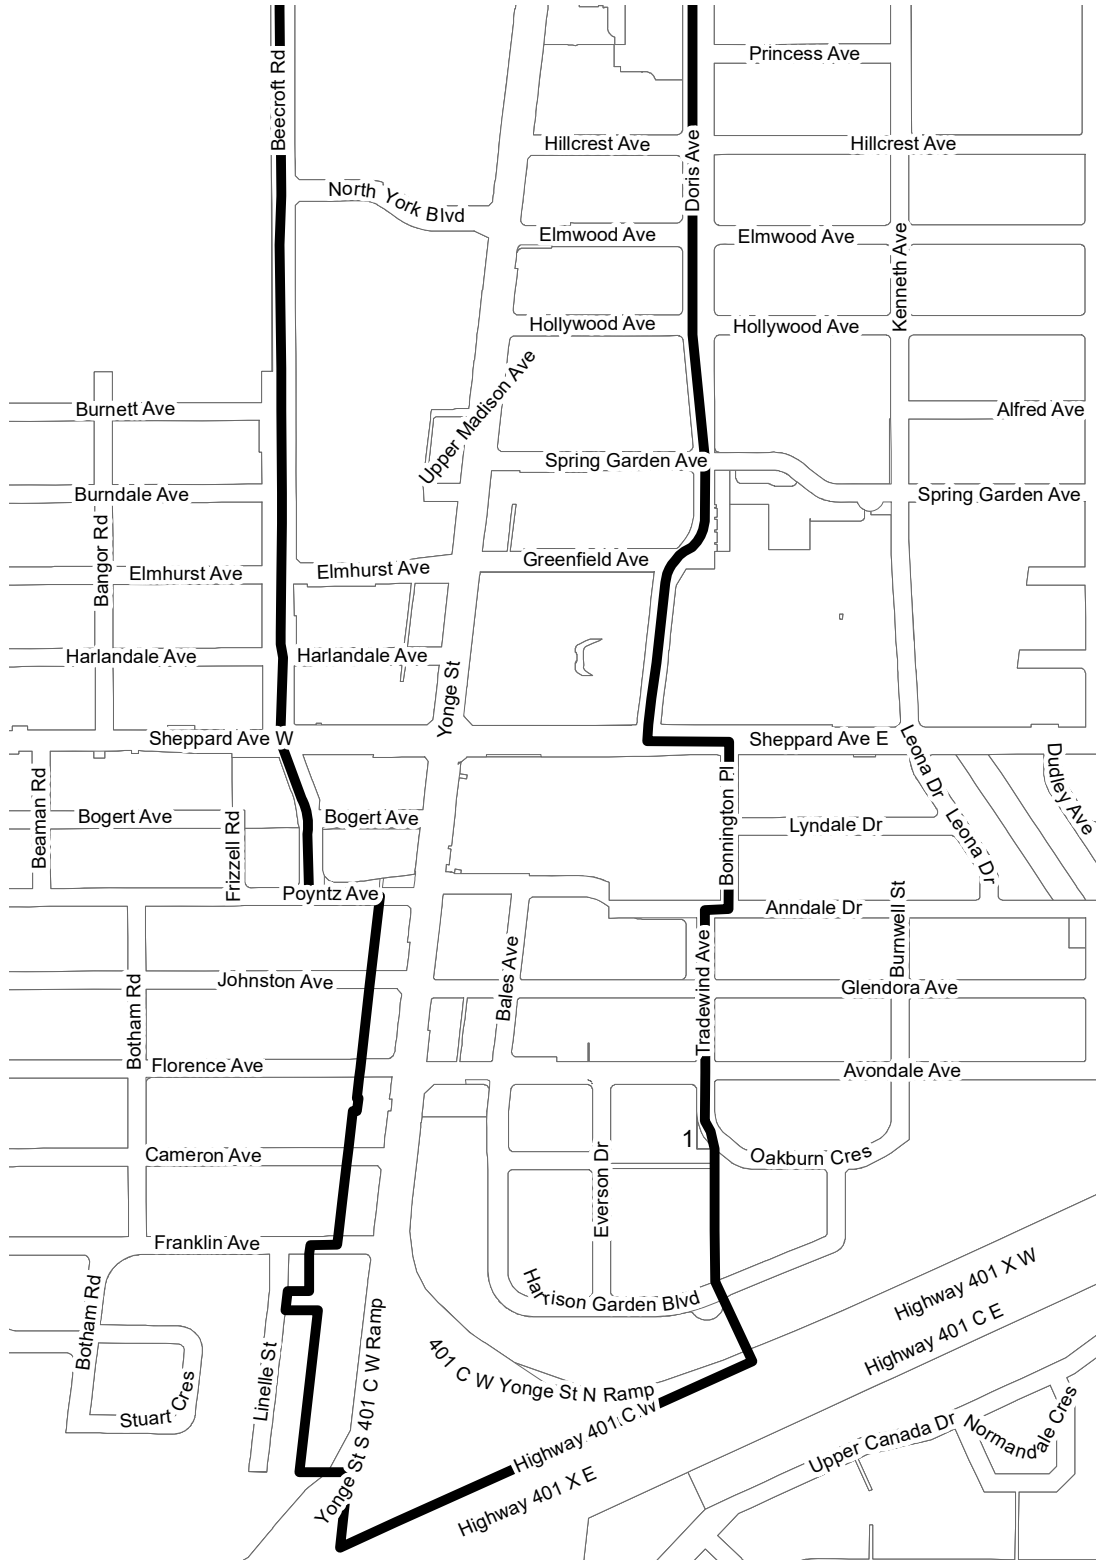 Beecroft Rd
Princess Ave
Hillcrest Ave
Hillcrest Ave
Doris Ave
North York Blvd
Elmwood Ave
Elmwood Ave
Kenneth Ave
Hollywood Ave
Hollywood Ave
Upper Madison Ave
Burnett Ave
Alfred Ave
Spring Garden Ave
Burndale Ave
Spring Garden Ave
Bangor Rd
Elmhurst Ave
Elmhurst Ave
Greenfield Ave
Harlandale Ave
Harlandale Ave
Yonge St
Sheppard Ave W
Sheppard Ave E
Leona Dr
Dudley Ave
Beaman Rd
Bogert Ave
Frizzell Rd
Bogert Ave
Bonnington Pl
Lyndale Dr
Leona Dr
Poyntz Ave
Anndale Dr
Burnwell St
Bales Ave
Tradewind Ave
Johnston Ave
Glendora Ave
Botham Rd
Florence Ave
Avondale Ave
1
Cameron Ave
Everson Dr
Oakburn Cres
Franklin Ave
Botham Rd
Harrison Garden Blvd
Highway 401 X W
Highway 401 C E
Linelle St
Yonge St S 401 C W Ramp
401 C W Yonge St N Ramp
Stuart Cres
Highway 401 C W
Upper Canada Dr
Normandale Cres
Highway 401 X E